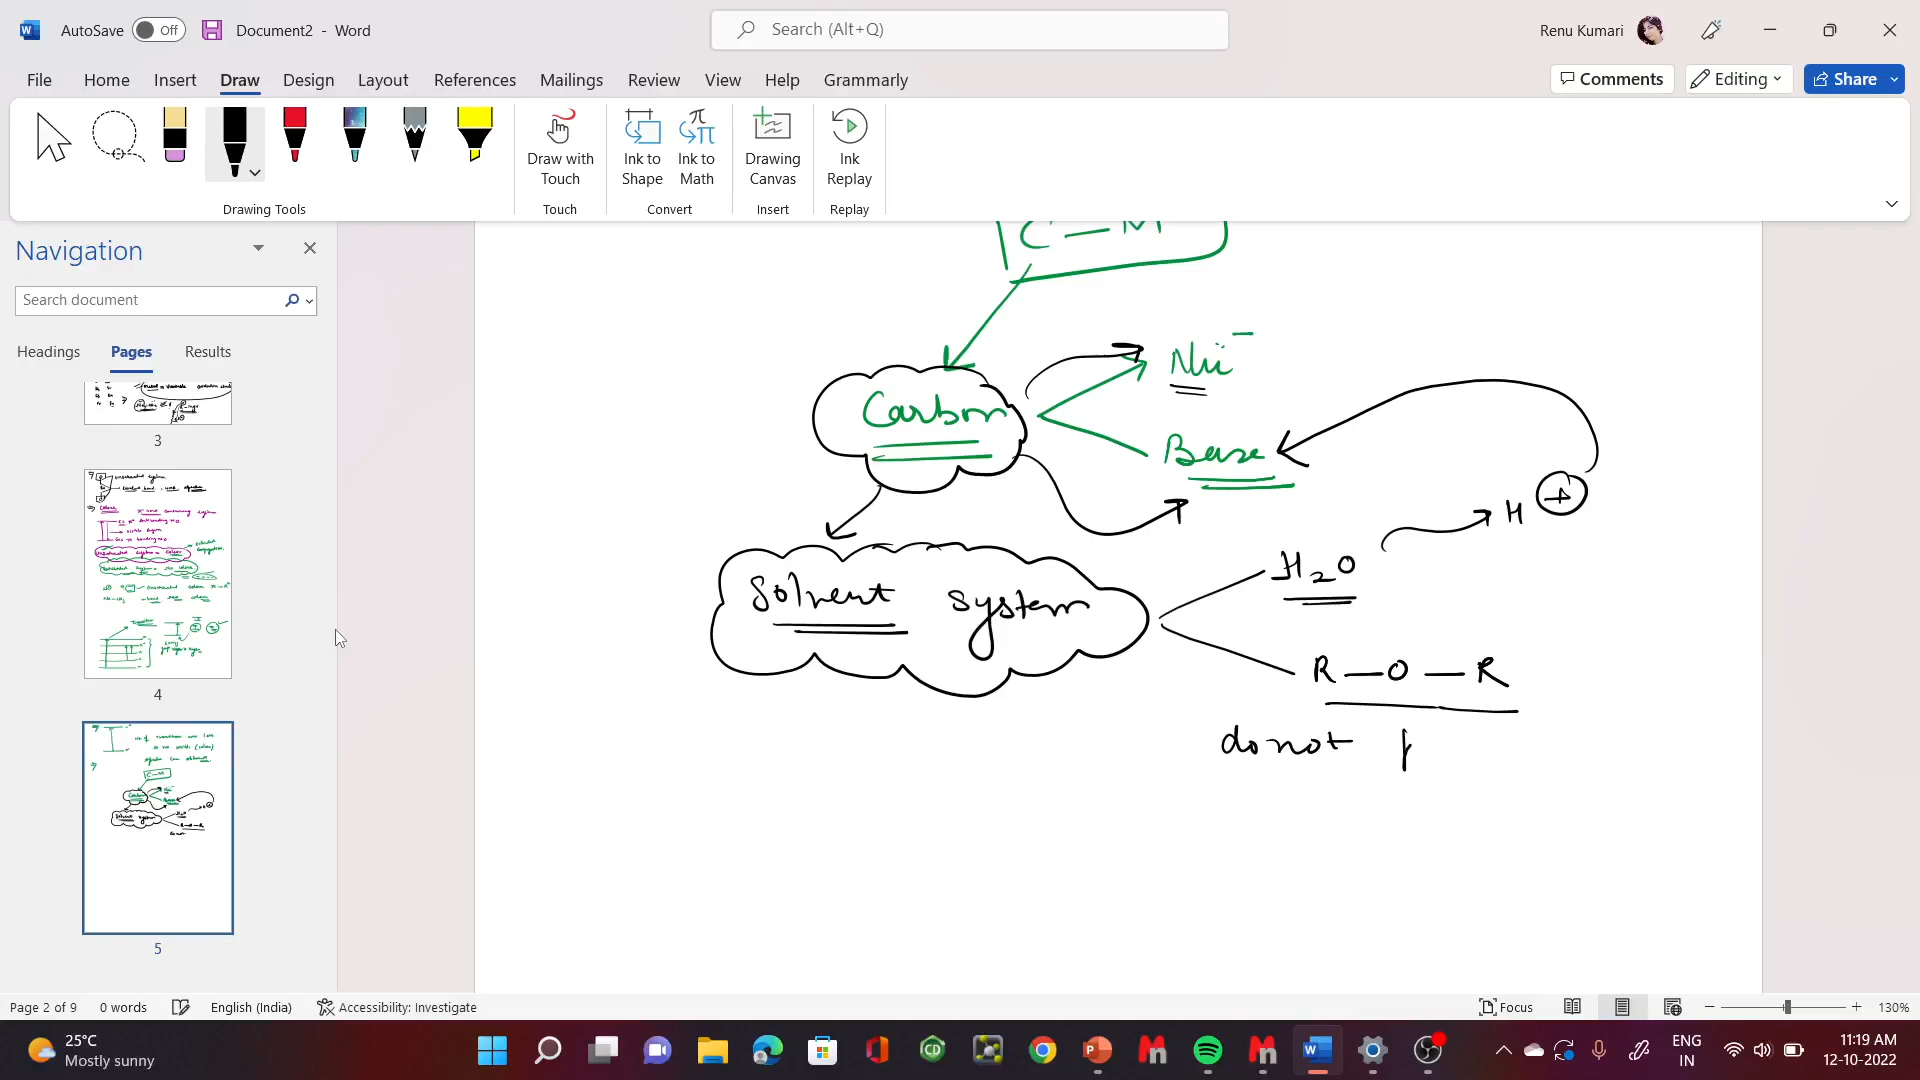 AutoSave Off Document2 - Word Search (Alt+Q) Renu Kumari
File Home Insert Draw Design Layout References Mailings Review View Help Grammarly Comments Editing Share
Draw with Touch
Ink to Shape
Ink to Math
Drawing Canvas
Ink Replay
Drawing Tools Touch Convert Insert Replay
Navigation
Search document
Headings Pages Results
3
4
5
C — M
Nu⁻
Carbon
Base
H +
Solvent system
H₂O
R — O — R
do not
Page 2 of 9 0 words English (India) Accessibility: Investigate Focus 130%
25°C
Mostly sunny
ENG
IN
11:19 AM
12-10-2022